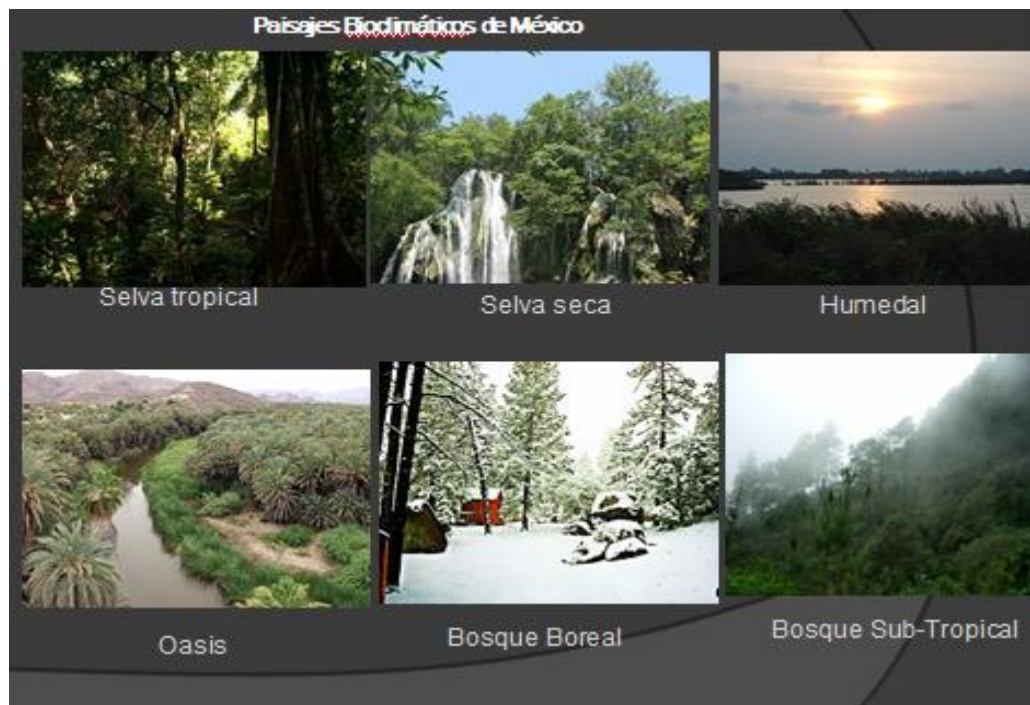 Paisajes Bioclimáticos de México
Selva tropical
Selva seca
Humedal
Oasis
Bosque Boreal
Bosque Sub-Tropical